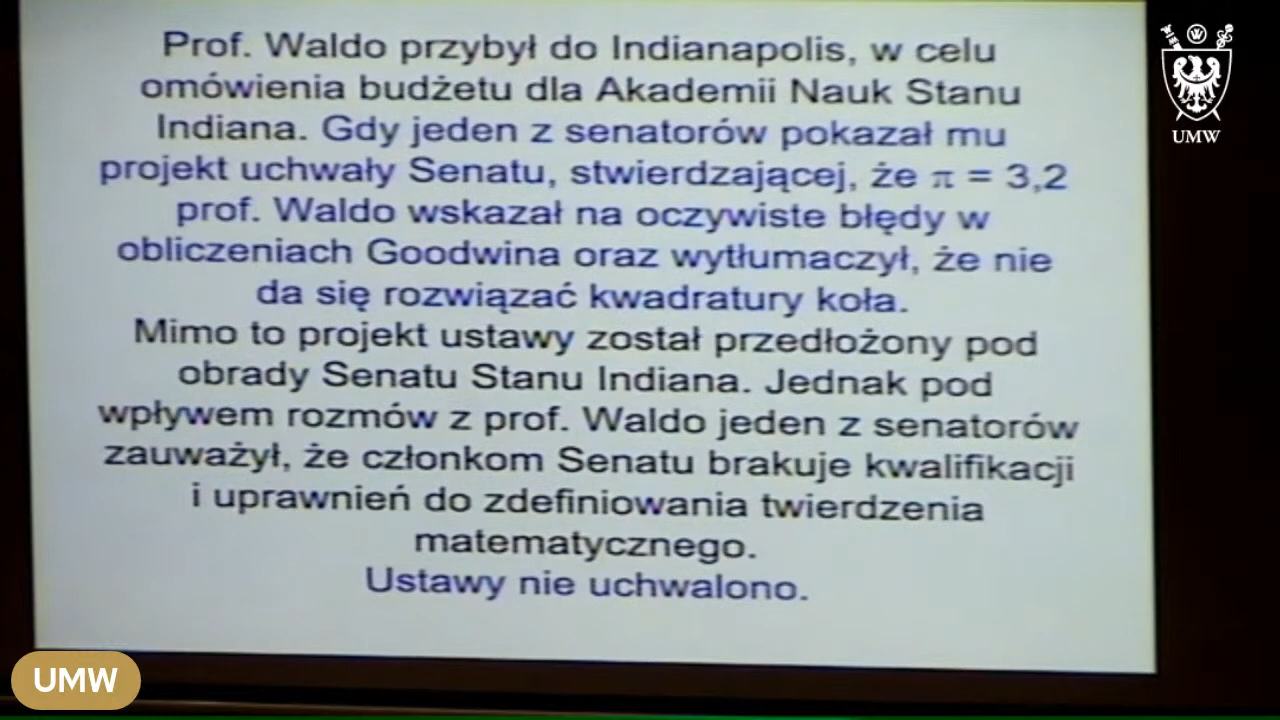 Prof. Waldo przybył do Indianapolis, w celu
omówienia budżetu dla Akademii Nauk Stanu
Indiana. Gdy jeden z senatorów pokazał mu
projekt uchwały Senatu, stwierdzającej, że π = 3,2
prof. Waldo wskazał na oczywiste błędy w
obliczeniach Goodwina oraz wytłumaczył, że nie
da się rozwiązać kwadratury koła.
Mimo to projekt ustawy został przedłożony pod
obrady Senatu Stanu Indiana. Jednak pod
wpływem rozmów z prof. Waldo jeden z senatorów
zauważył, że członkom Senatu brakuje kwalifikacji
i uprawnień do zdefiniowania twierdzenia
matematycznego.
Ustawy nie uchwalono.
W
UMW
UMW